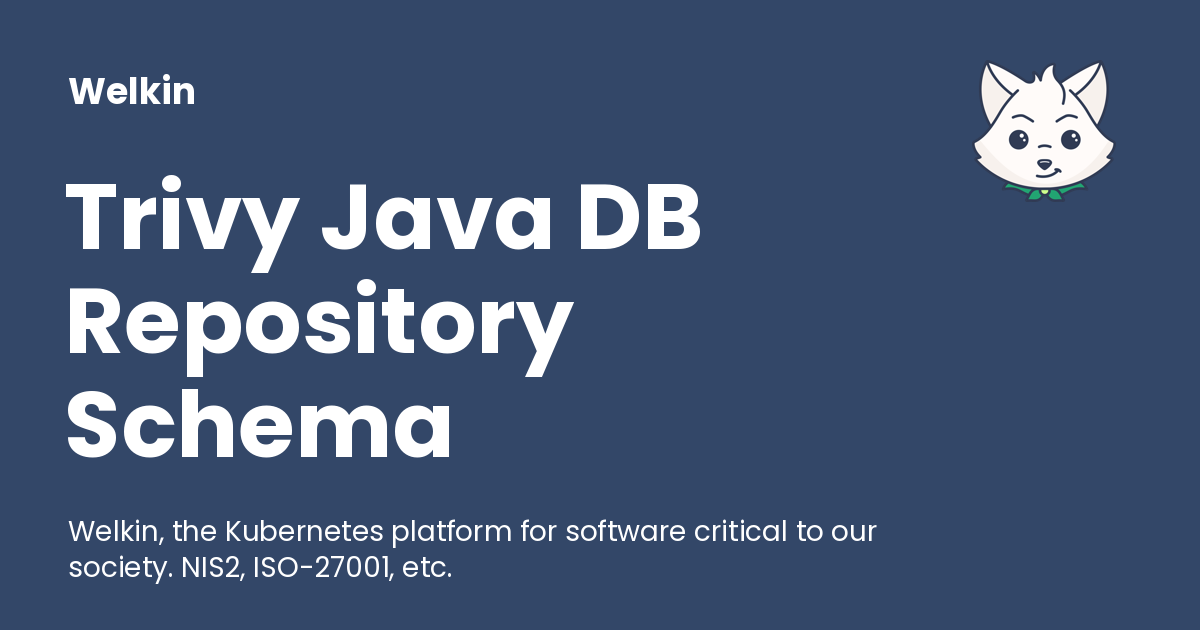 Welkin
Trivy Java DB
Repository
Schema
Welkin, the Kubernetes platform for software critical to our
society. NIS2, ISO-27001, etc.